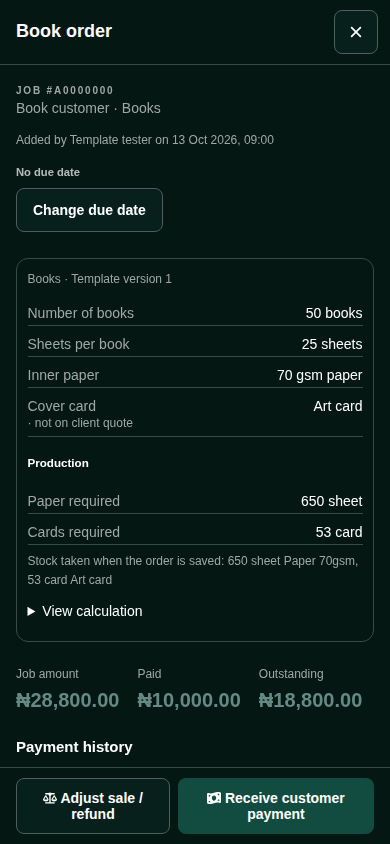 Book order
JOB #A0000000
Book customer · Books
Added by Template tester on 13 Oct 2026, 09:00
No due date
Change due date
Books · Template version 1
Number of books 50 books
Sheets per book 25 sheets
Inner paper 70 gsm paper
Cover card Art card
· not on client quote
Production
Paper required 650 sheet
Cards required 53 card
Stock taken when the order is saved: 650 sheet Paper 70gsm,
53 card Art card
View calculation
Job amount Paid Outstanding
₦28,800.00 ₦10,000.00 ₦18,800.00
Payment history
Adjust sale / refund
Receive customer payment